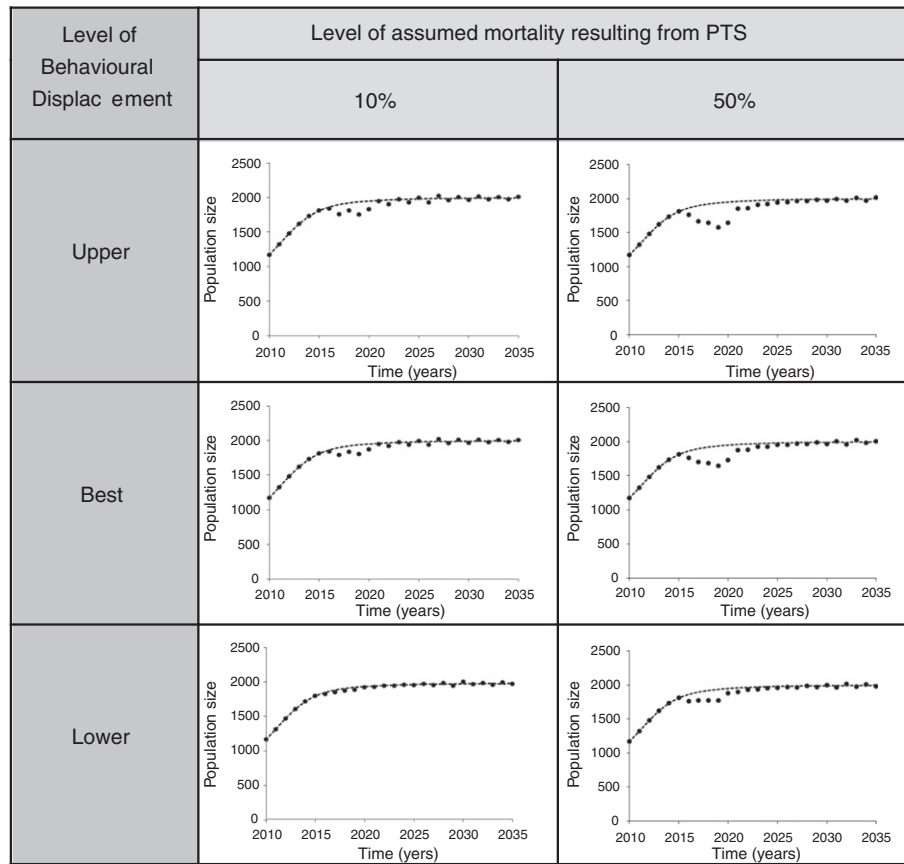 Level of
Behavioural
Displac ement
Level of assumed mortality resulting from PTS
10%
50%
Upper
Population size
2500
2000
1500
1000
500
0
2010 2015 2020 2025 2030 2035
Time (years)
Population size
2500
2000
1500
1000
500
0
2010 2015 2020 2025 2030 2035
Time (years)
Best
Population size
2500
2000
1500
1000
500
0
2010 2015 2020 2025 2030 2035
Time (years)
Population size
2500
2000
1500
1000
500
0
2010 2015 2020 2025 2030 2035
Time (years)
Lower
Population size
2500
2000
1500
1000
500
0
2010 2015 2020 2025 2030 2035
Time (yers)
Population size
2500
2000
1500
1000
500
0
2010 2015 2020 2025 2030 2035
Time (years)